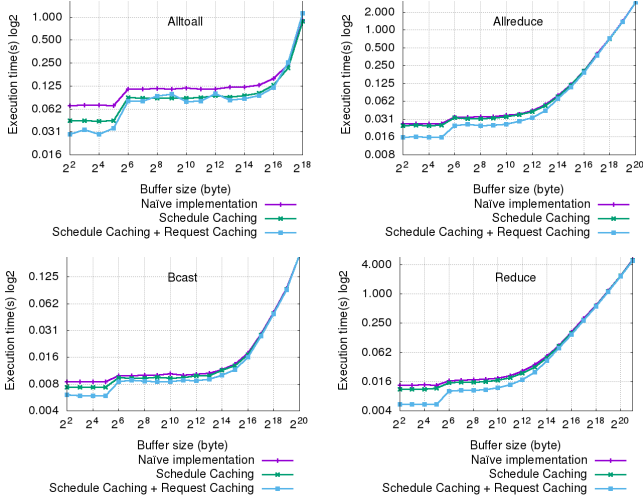 Alltoall
Execution time(s) log2
1.000
0.500
0.250
0.125
0.062
0.031
0.016
2^2 2^4 2^6 2^8 2^10 2^12 2^14 2^16 2^18
Buffer size (byte)
Naïve implementation
Schedule Caching
Schedule Caching + Request Caching
Allreduce
Execution time(s) log2
2.000
1.000
0.500
0.250
0.125
0.062
0.031
0.016
0.008
2^2 2^4 2^6 2^8 2^10 2^12 2^14 2^16 2^18 2^20
Buffer size (byte)
Naïve implementation
Schedule Caching
Schedule Caching + Request Caching
Bcast
Execution time(s) log2
0.125
0.062
0.031
0.016
0.008
0.004
2^2 2^4 2^6 2^8 2^10 2^12 2^14 2^16 2^18 2^20
Buffer size (byte)
Naïve implementation
Schedule Caching
Schedule Caching + Request Caching
Reduce
Execution time(s) log2
4.000
1.000
0.250
0.062
0.016
0.004
2^2 2^4 2^6 2^8 2^10 2^12 2^14 2^16 2^18 2^20
Buffer size (byte)
Naïve implementation
Schedule Caching
Schedule Caching + Request Caching